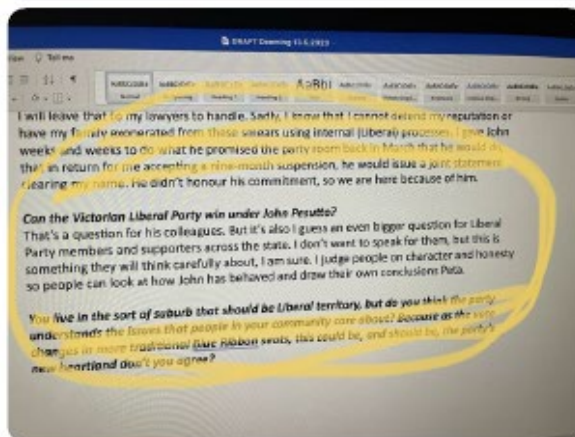 DRAFT Deeming 13.5.2023
Tell me
AaBbI
I will leave that to my lawyers to handle. Sadly, I know that I cannot defend my reputation or
have my family exonerated from these smears using internal (Liberal) processes. I gave John
weeks and weeks to do what he promised the party room back in March that he would do,
that in return for me accepting a nine-month suspension, he would issue a joint statement
clearing my name. He didn't honour his commitment, so we are here because of him.
Can the Victorian Liberal Party win under John Pesutto?
That's a question for his colleagues. But it's also I guess an even bigger question for Liberal
Party members and supporters across the state. I don't want to speak for them, but this is
something they will think carefully about, I am sure. I judge people on character and honesty
so people can look at how John has behaved and draw their own conclusions Peta.
You live in the sort of suburb that should be Liberal territory, but do you think the party
understands the issues that people in your community care about? Because as the vote
changes in more traditional Blue Ribbon seats, this could be, and should be, the party's
new heartland don't you agree?